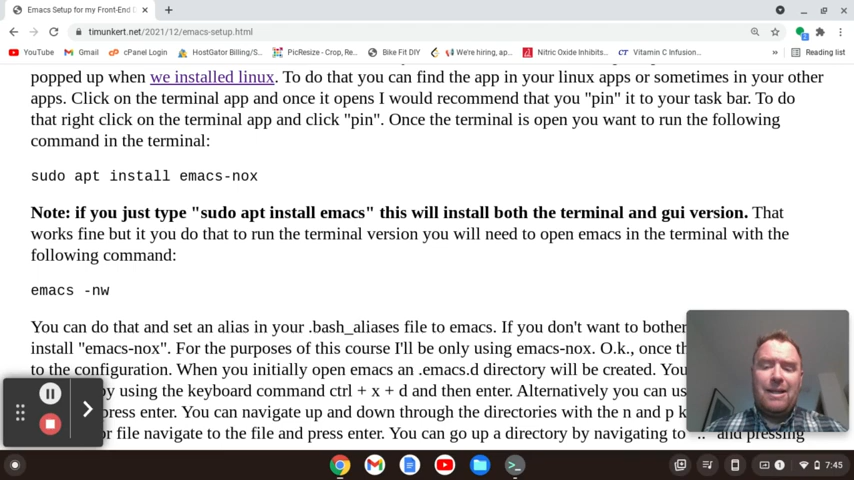 Emacs Setup for my Front-End
timunkert.net/2021/12/emacs-setup.html
YouTube Gmail cPanel Login HostGator Billing/S... PicResize - Crop, Re... Bike Fit DIY We're hiring, ap... Nitric Oxide Inhibits... CT Vitamin C Infusion... » Reading list
popped up when we installed linux. To do that you can find the app in your linux apps or sometimes in your other
apps. Click on the terminal app and once it opens I would recommend that you "pin" it to your task bar. To do
that right click on the terminal app and click "pin". Once the terminal is open you want to run the following
command in the terminal:
sudo apt install emacs-nox
Note: if you just type "sudo apt install emacs" this will install both the terminal and gui version. That
works fine but it you do that to run the terminal version you will need to open emacs in the terminal with the
following command:
emacs -nw
You can do that and set an alias in your .bash_aliases file to emacs. If you don't want to bother
install "emacs-nox". For the purposes of this course I'll be only using emacs-nox. O.k., once
to the configuration. When you initially open emacs an .emacs.d directory will be created. You
by using the keyboard command ctrl + x + d and then enter. Alternatively you can
press enter. You can navigate up and down through the directories with the n and p
or file navigate to the file and press enter. You can go up a directory by navigating to ".." and pressing
1 7:45